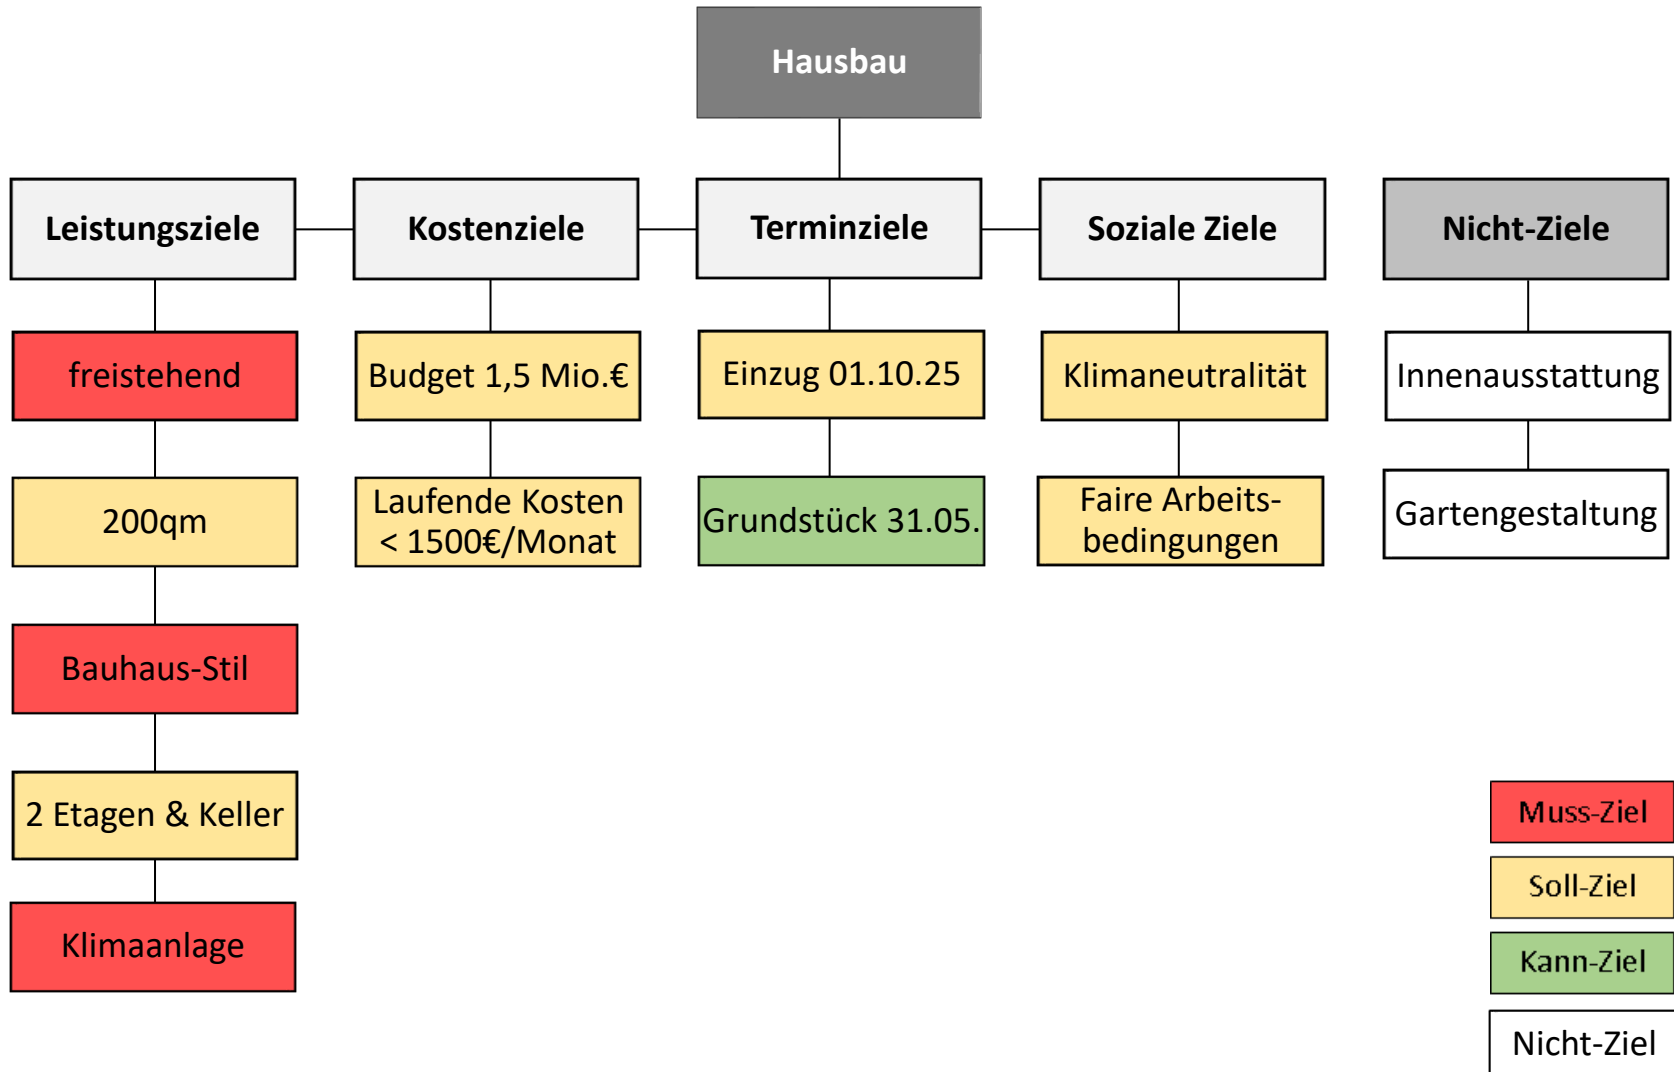 Hausbau
Leistungsziele
Kostenziele
Terminziele
Soziale Ziele
Nicht-Ziele
freistehend
Budget 1,5 Mio.€
Einzug 01.10.25
Klimaneutralität
Innenausstattung
200qm
Laufende Kosten
< 1500€/Monat
Grundstück 31.05.
Faire Arbeits-
bedingungen
Gartengestaltung
Bauhaus-Stil
2 Etagen & Keller
Klimaanlage
Muss-Ziel
Soll-Ziel
Kann-Ziel
Nicht-Ziel